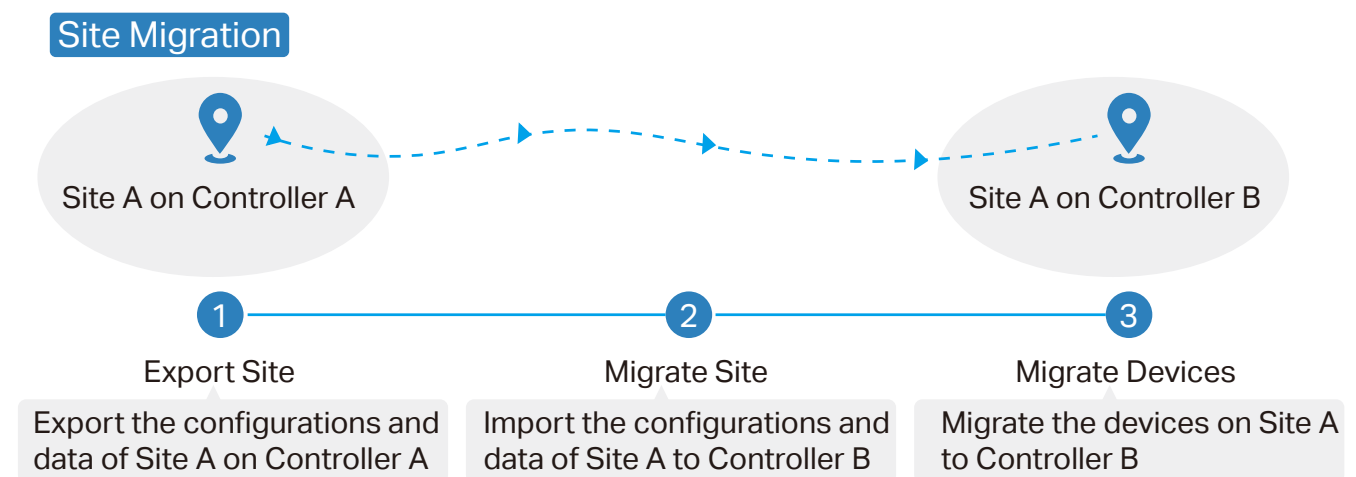 Site Migration
Site A on Controller A
Site A on Controller B
1
2
3
Export Site
Migrate Site
Migrate Devices
Export the configurations and
data of Site A on Controller A
Import the configurations and
data of Site A to Controller B
Migrate the devices on Site A
to Controller B